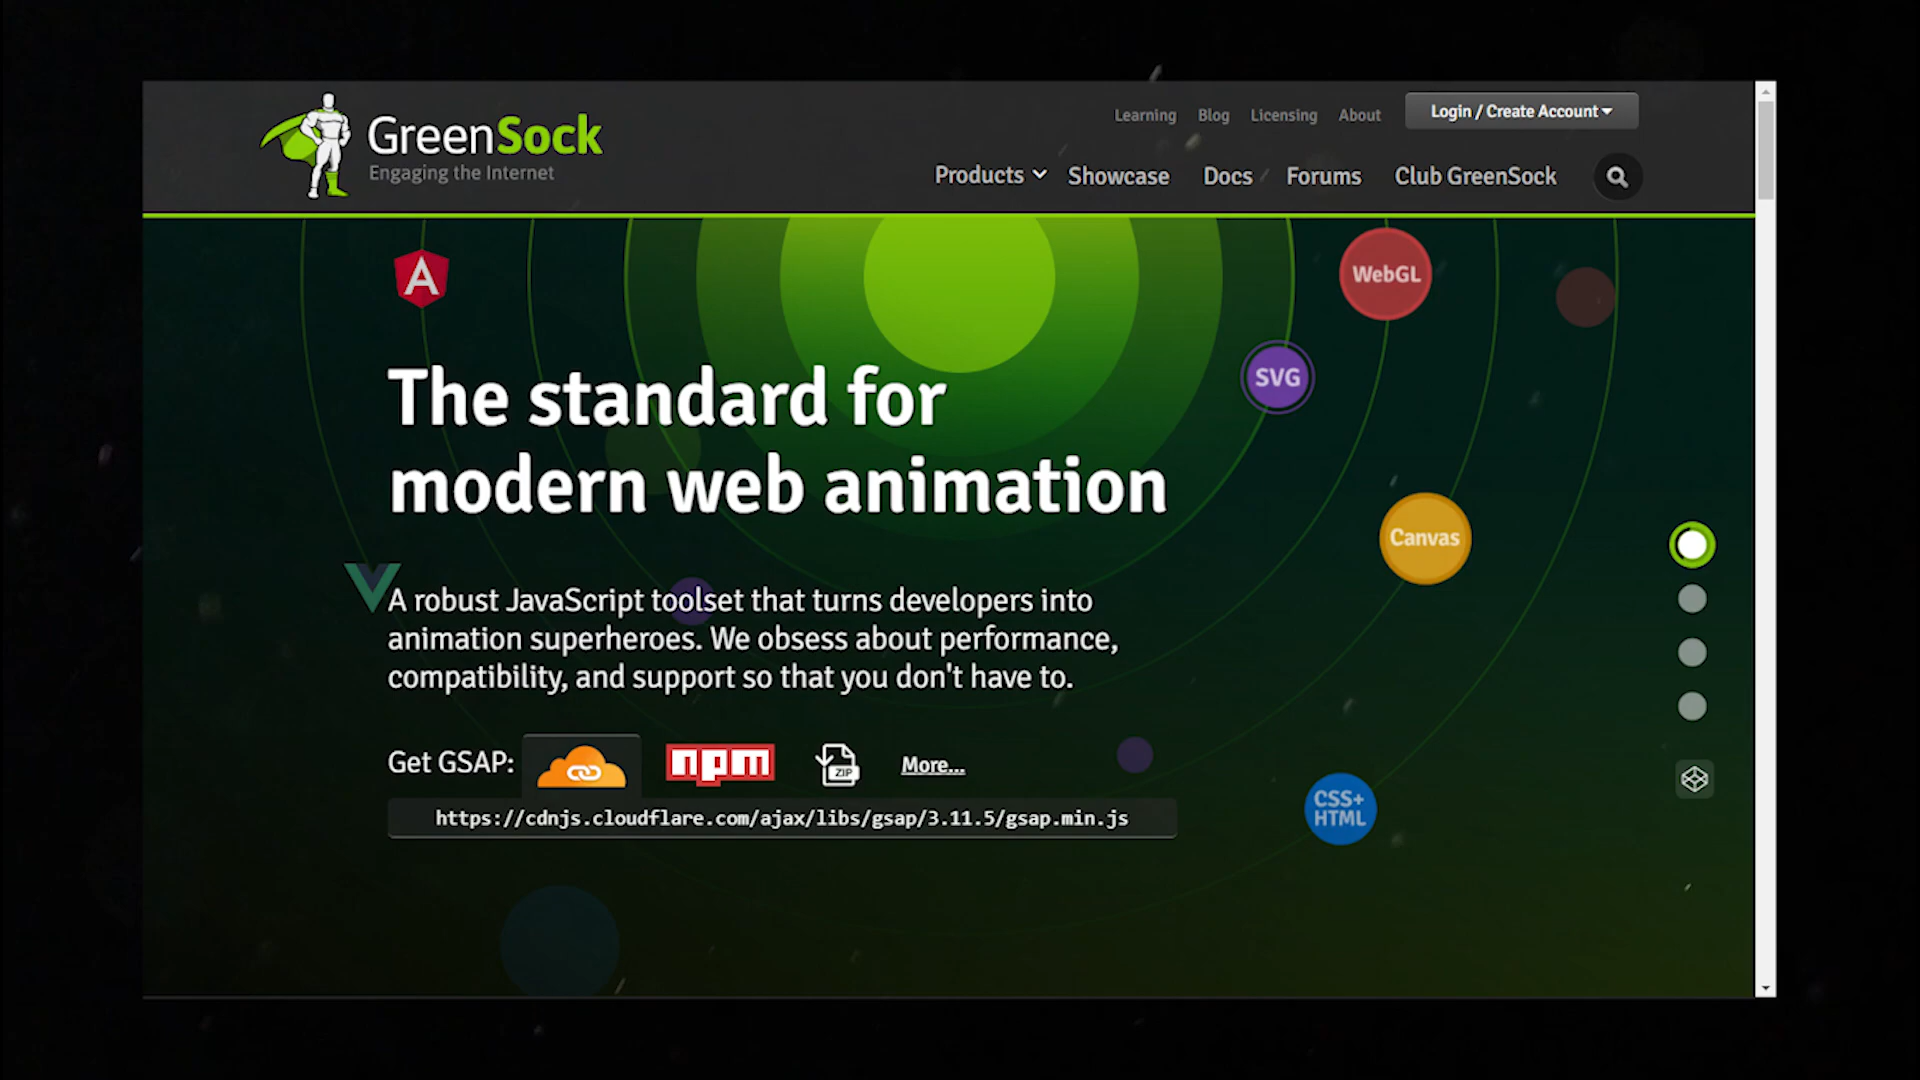 GreenSock
Engaging the Internet
Learning Blog Licensing About Login / Create Account
Products Showcase Docs Forums Club GreenSock
A
WebGL
SVG
The standard for
modern web animation
Canvas
A robust JavaScript toolset that turns developers into
animation superheroes. We obsess about performance,
compatibility, and support so that you don't have to.
Get GSAP: npm ZIP More...
https://cdnjs.cloudflare.com/ajax/libs/gsap/3.11.5/gsap.min.js
CSS+
HTML